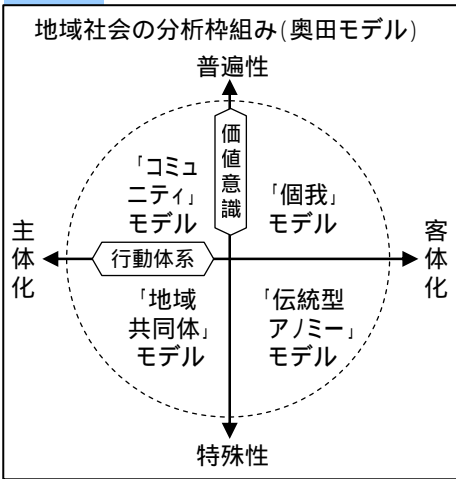 地域社会の分析枠組み(奥田モデル)
普遍性
価値意識
「コミュ
ニティ」
モデル
「個我」
モデル
主体化
行動体系
客体化
「地域
共同体」
モデル
「伝統型
アノミー」
モデル
特殊性